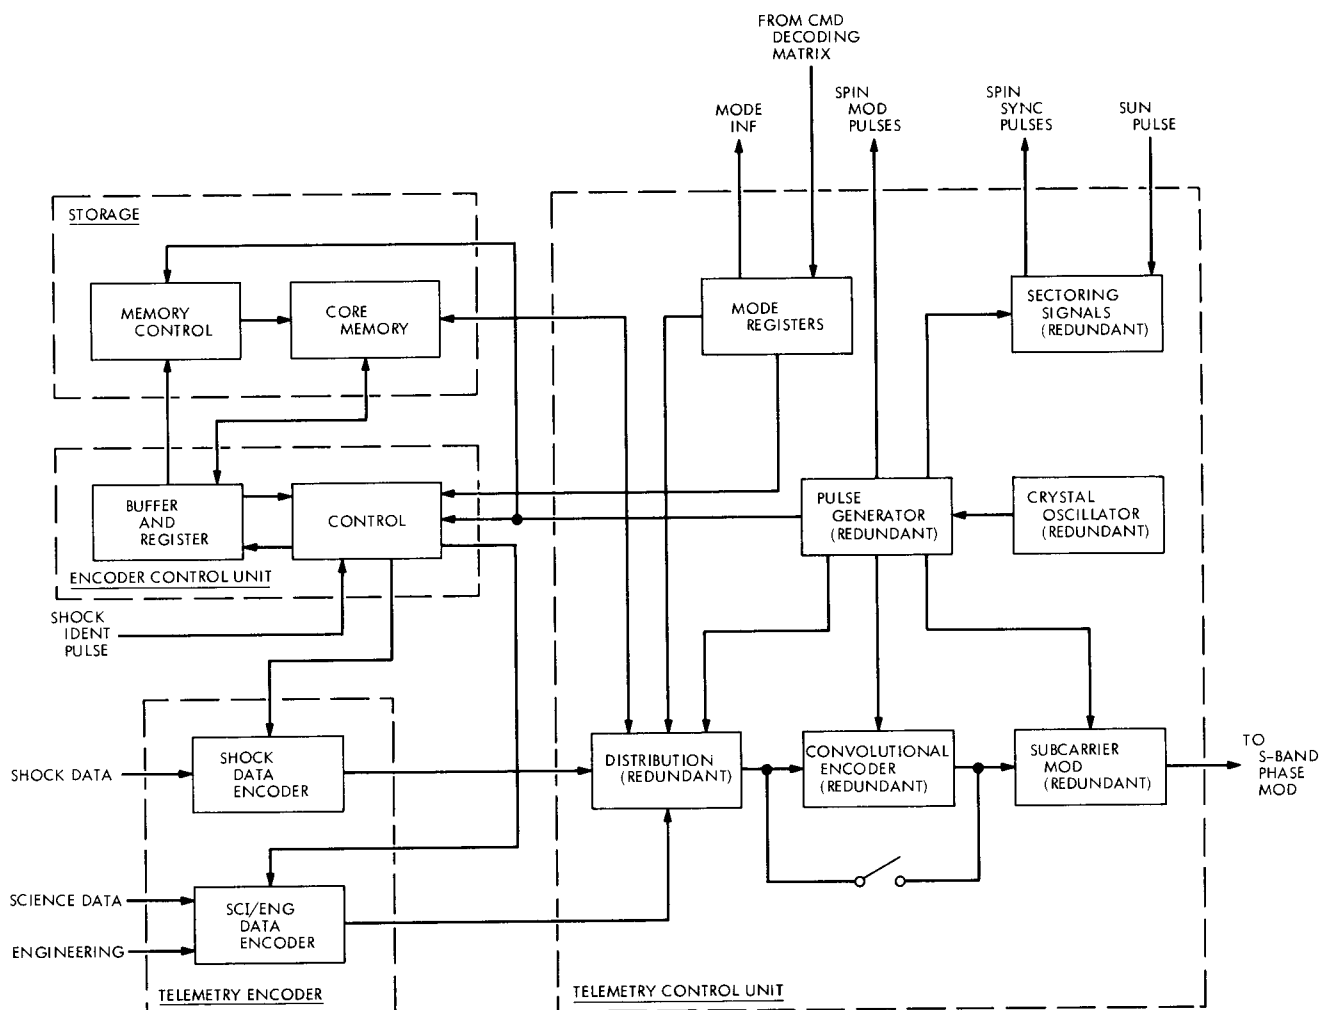 FROM CMD
DECODING
MATRIX
MODE
INF
SPIN
MOD
PULSES
SPIN
SYNC
PULSES
SUN
PULSE
STORAGE
MEMORY
CONTROL
CORE
MEMORY
MODE
REGISTERS
SECTORING
SIGNALS
(REDUNDANT)
BUFFER
AND
REGISTER
CONTROL
ENCODER CONTROL UNIT
PULSE
GENERATOR
(REDUNDANT)
CRYSTAL
OSCILLATOR
(REDUNDANT)
SHOCK
IDENT
PULSE
SHOCK DATA
SHOCK
DATA
ENCODER
DISTRIBUTION
(REDUNDANT)
CONVOLUTIONAL
ENCODER
(REDUNDANT)
SUBCARRIER
MOD
(REDUNDANT)
TO
S-BAND
PHASE
MOD
SCIENCE DATA
ENGINEERING
SCI/ENG
DATA
ENCODER
TELEMETRY ENCODER
TELEMETRY CONTROL UNIT